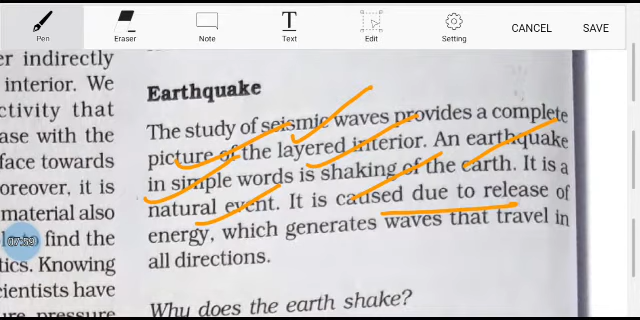 Pen
Eraser
Note
Text
Edit
Setting
CANCEL
SAVE
er indirectly
interior. We
ctivity that
ase with the
face towards
oreover, it is
material also
find the
tics. Knowing
cientists have
ure pressure
Earthquake
The study of seismic waves provides a complete
picture of the layered interior. An earthquake
in simple words is shaking of the earth. It is a
natural event. It is caused due to release of
energy, which generates waves that travel in
all directions.
Why does the earth shake?